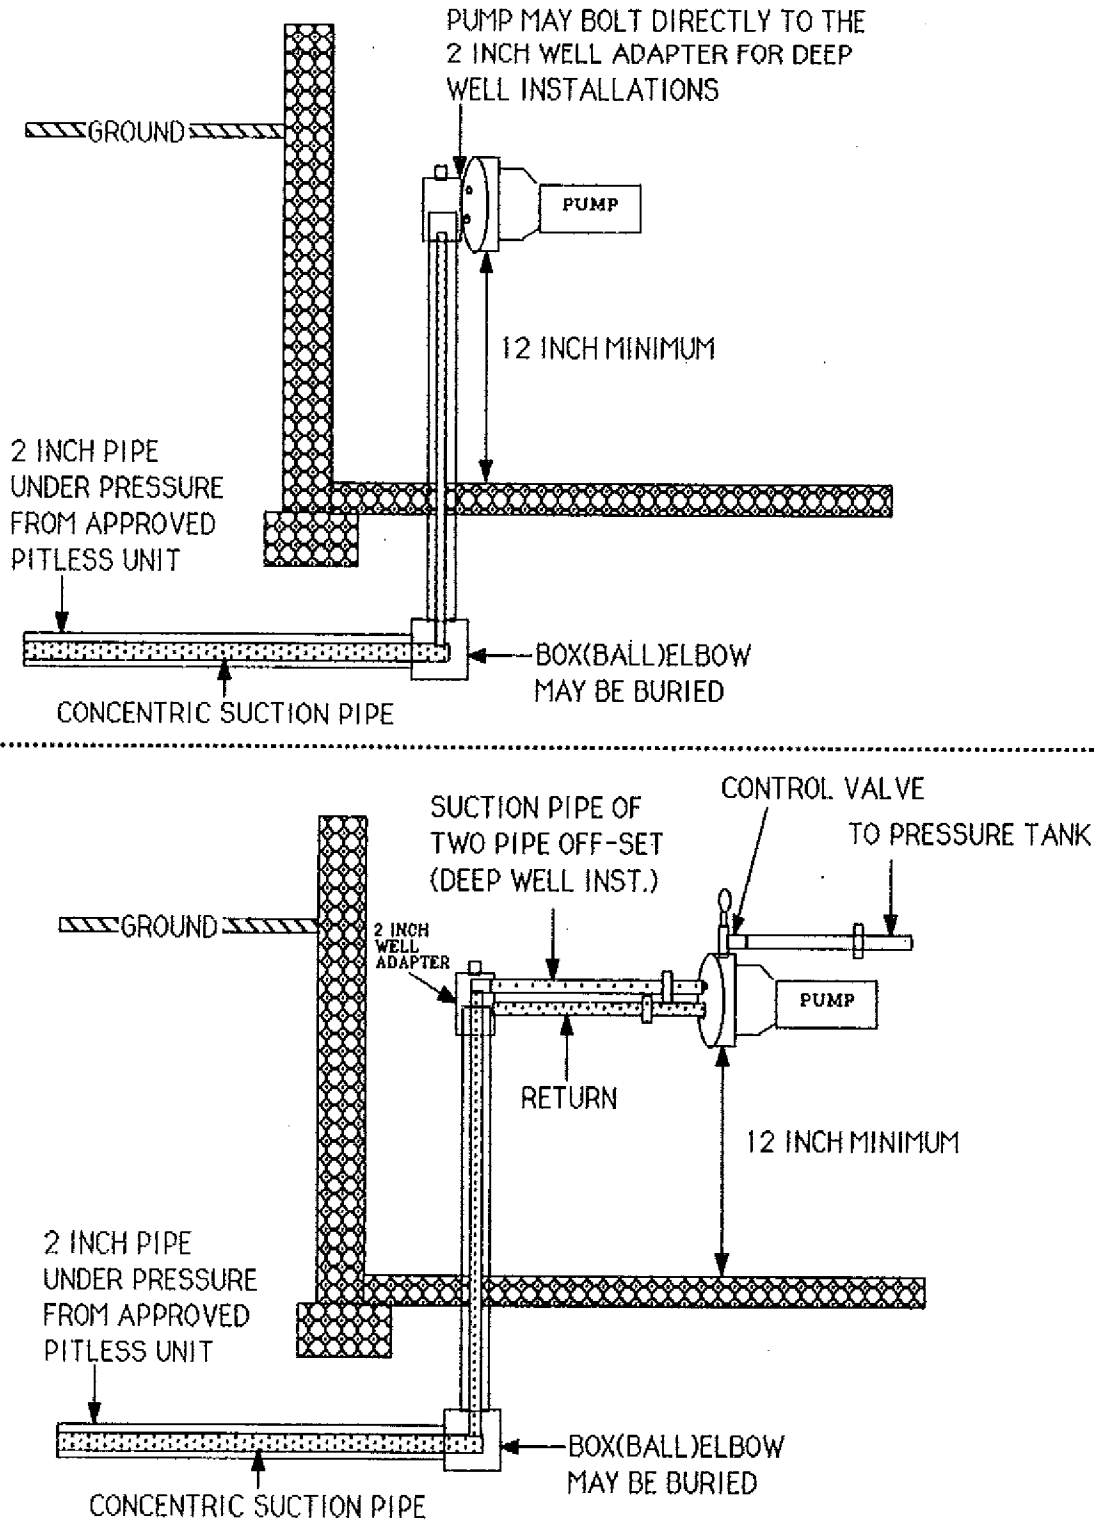 PUMP MAY BOLT DIRECTLY TO THE
2 INCH WELL ADAPTER FOR DEEP
WELL INSTALLATIONS
GROUND
PUMP
12 INCH MINIMUM
2 INCH PIPE
UNDER PRESSURE
FROM APPROVED
PITLESS UNIT
BOX(BALL)ELBOW
MAY BE BURIED
CONCENTRIC SUCTION PIPE
CONTROL VALVE
SUCTION PIPE OF
TWO PIPE OFF-SET
(DEEP WELL INST.)
TO PRESSURE TANK
GROUND
2 INCH
WELL
ADAPTER
PUMP
RETURN
12 INCH MINIMUM
2 INCH PIPE
UNDER PRESSURE
FROM APPROVED
PITLESS UNIT
BOX(BALL)ELBOW
MAY BE BURIED
CONCENTRIC SUCTION PIPE